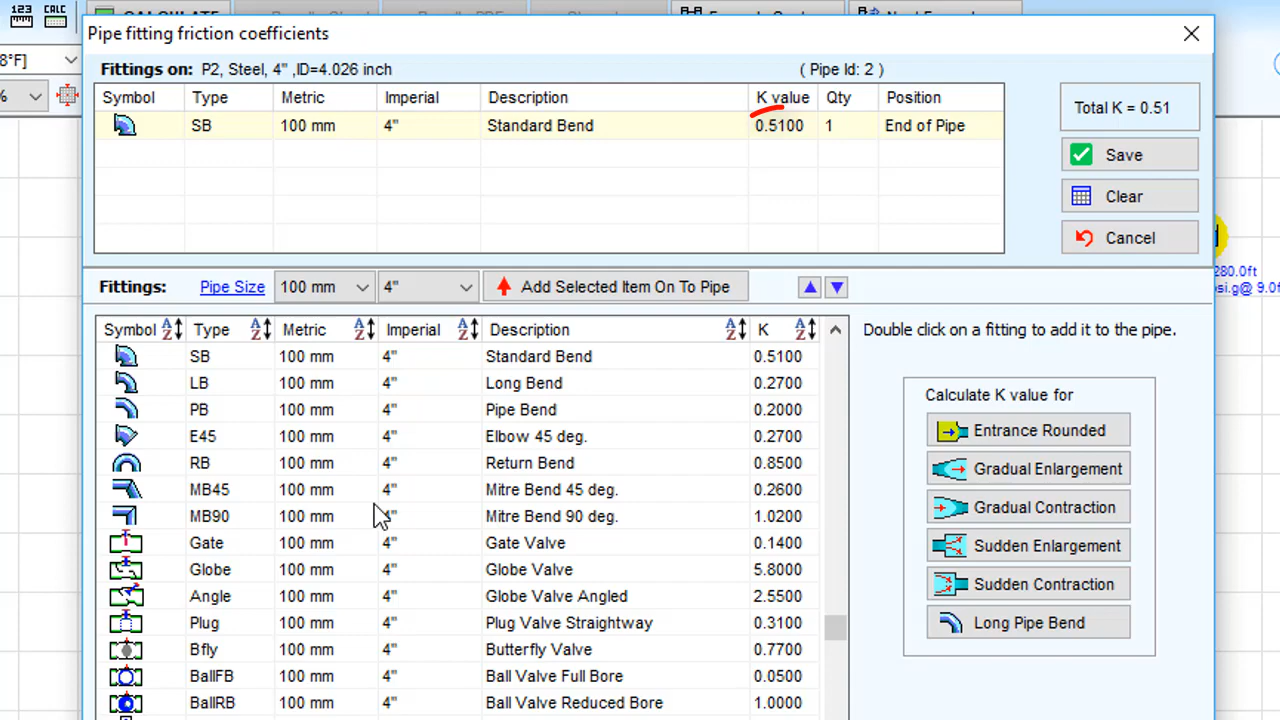 123 CALC
CALCULATE
Pipe fitting friction coefficients
8°F]
%
Fittings on: P2, Steel, 4" ,ID=4.026 inch ( Pipe Id: 2 )
Symbol Type Metric Imperial Description K value Qty Position
SB 100 mm 4" Standard Bend 0.5100 1 End of Pipe
Total K = 0.51
Save
Clear
Cancel
280.0ft
si.g@ 9.0f
Fittings: Pipe Size 100 mm 4" Add Selected Item On To Pipe
Symbol Type Metric Imperial Description K
SB 100 mm 4" Standard Bend 0.5100
LB 100 mm 4" Long Bend 0.2700
PB 100 mm 4" Pipe Bend 0.2000
E45 100 mm 4" Elbow 45 deg. 0.2700
RB 100 mm 4" Return Bend 0.8500
MB45 100 mm 4" Mitre Bend 45 deg. 0.2600
MB90 100 mm 4" Mitre Bend 90 deg. 1.0200
Gate 100 mm 4" Gate Valve 0.1400
Globe 100 mm 4" Globe Valve 5.8000
Angle 100 mm 4" Globe Valve Angled 2.5500
Plug 100 mm 4" Plug Valve Straightway 0.3100
Bfly 100 mm 4" Butterfly Valve 0.7700
BallFB 100 mm 4" Ball Valve Full Bore 0.0500
BallRB 100 mm 4" Ball Valve Reduced Bore 1.0000
Double click on a fitting to add it to the pipe.
Calculate K value for
Entrance Rounded
Gradual Enlargement
Gradual Contraction
Sudden Enlargement
Sudden Contraction
Long Pipe Bend